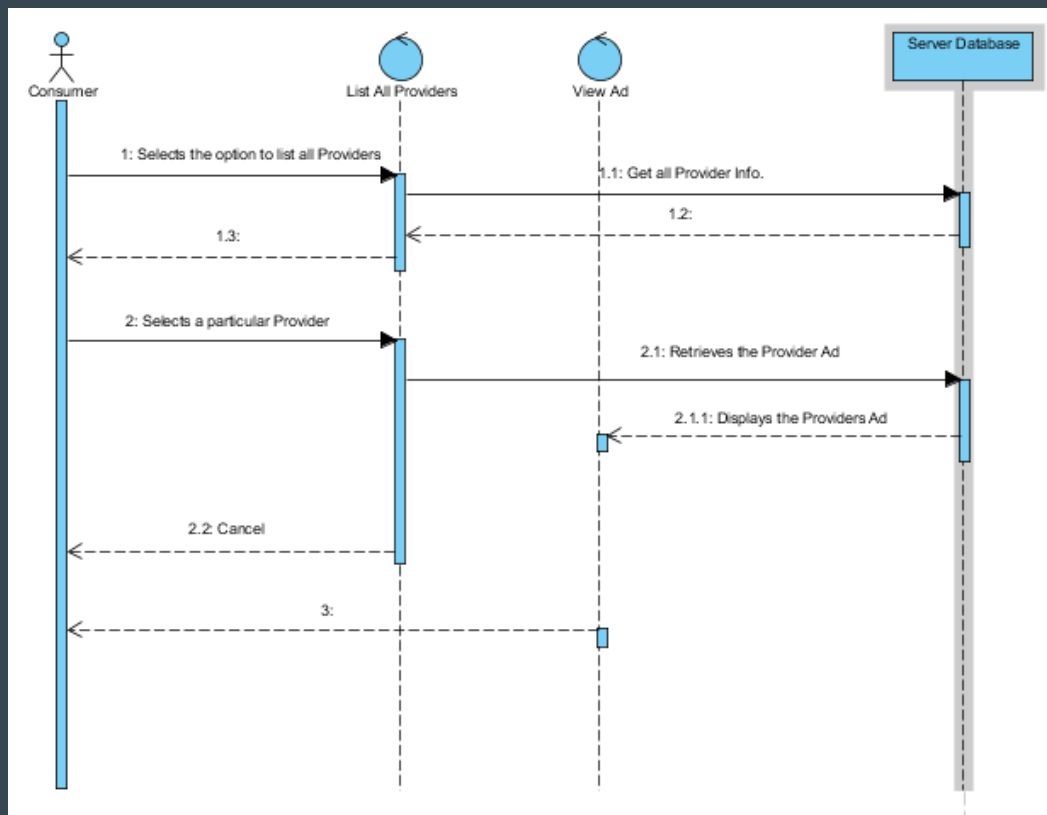 Consumer
List All Providers
View Ad
Server Database
1: Selects the option to list all Providers
1.1: Get all Provider Info.
1.2:
1.3:
2: Selects a particular Provider
2.1: Retrieves the Provider Ad
2.1.1: Displays the Providers Ad
2.2: Cancel
3: